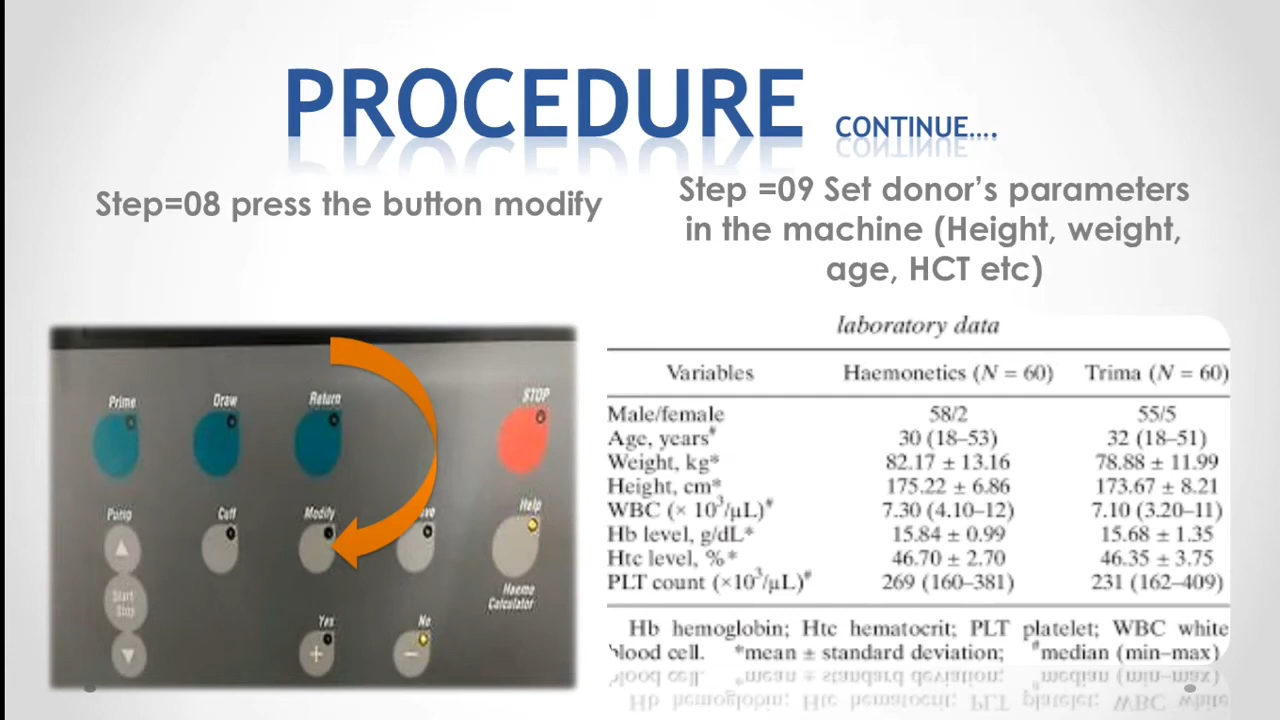 PROCEDURE CONTINUE….
Step=08 press the button modify
Step =09 Set donor’s parameters
in the machine (Height, weight,
age, HCT etc)
Prime Draw Return STOP
Pump Cuff Modify Help
Start
Stop
Haemo
Calculator
Yes No
+ −
laboratory data
Variables Haemonetics (N = 60) Trima (N = 60)
Male/female 58/2 55/5
Age, years# 30 (18–53) 32 (18–51)
Weight, kg* 82.17 ± 13.16 78.88 ± 11.99
Height, cm* 175.22 ± 6.86 173.67 ± 8.21
WBC (× 10³/μL)# 7.30 (4.10–12) 7.10 (3.20–11)
Hb level, g/dL* 15.84 ± 0.99 15.68 ± 1.35
Htc level, %* 46.70 ± 2.70 46.35 ± 3.75
PLT count (×10³/μL)# 269 (160–381) 231 (162–409)
Hb hemoglobin; Htc hematocrit; PLT platelet; WBC white
blood cell. *mean ± standard deviation; #median (min–max)